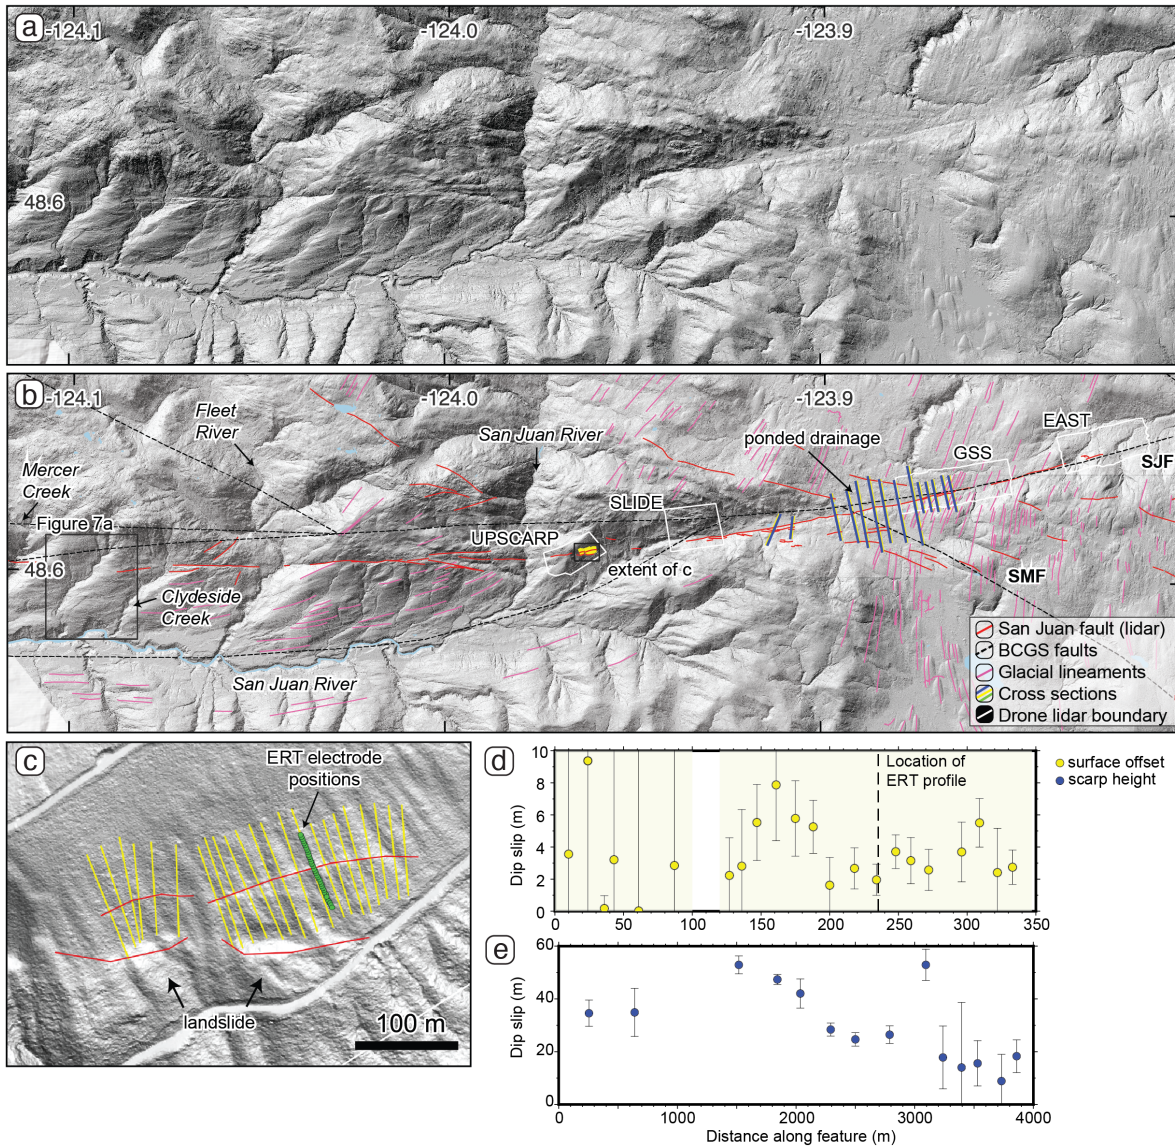 a
-124.1
-124.0
-123.9
48.6
b
-124.1
-124.0
-123.9
Fleet
River
San Juan River
ponded drainage
EAST
GSS
SJF
Mercer
Creek
SLIDE
Figure 7a
UPSCARP
48.6
extent of c
SMF
Clydeside
Creek
San Juan River
San Juan fault (lidar)
BCGS faults
Glacial lineaments
Cross sections
Drone lidar boundary
c
ERT electrode
positions
landslide
100 m
d
10
8
6
4
2
0
Dip slip (m)
Location of
ERT profile
surface offset
scarp height
0
50
100
150
200
250
300
350
e
60
40
20
0
Dip slip (m)
0
1000
2000
3000
4000
Distance along feature (m)